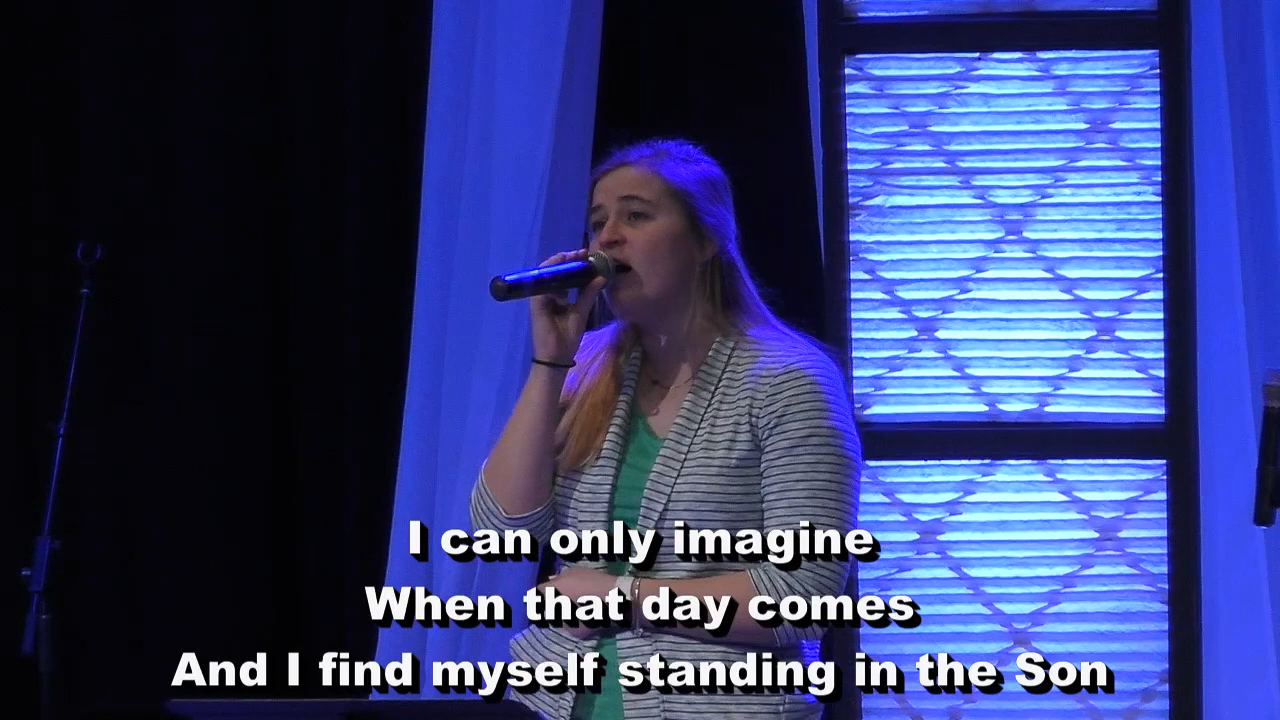 I can only imagine
When that day comes
And I find myself standing in the Son